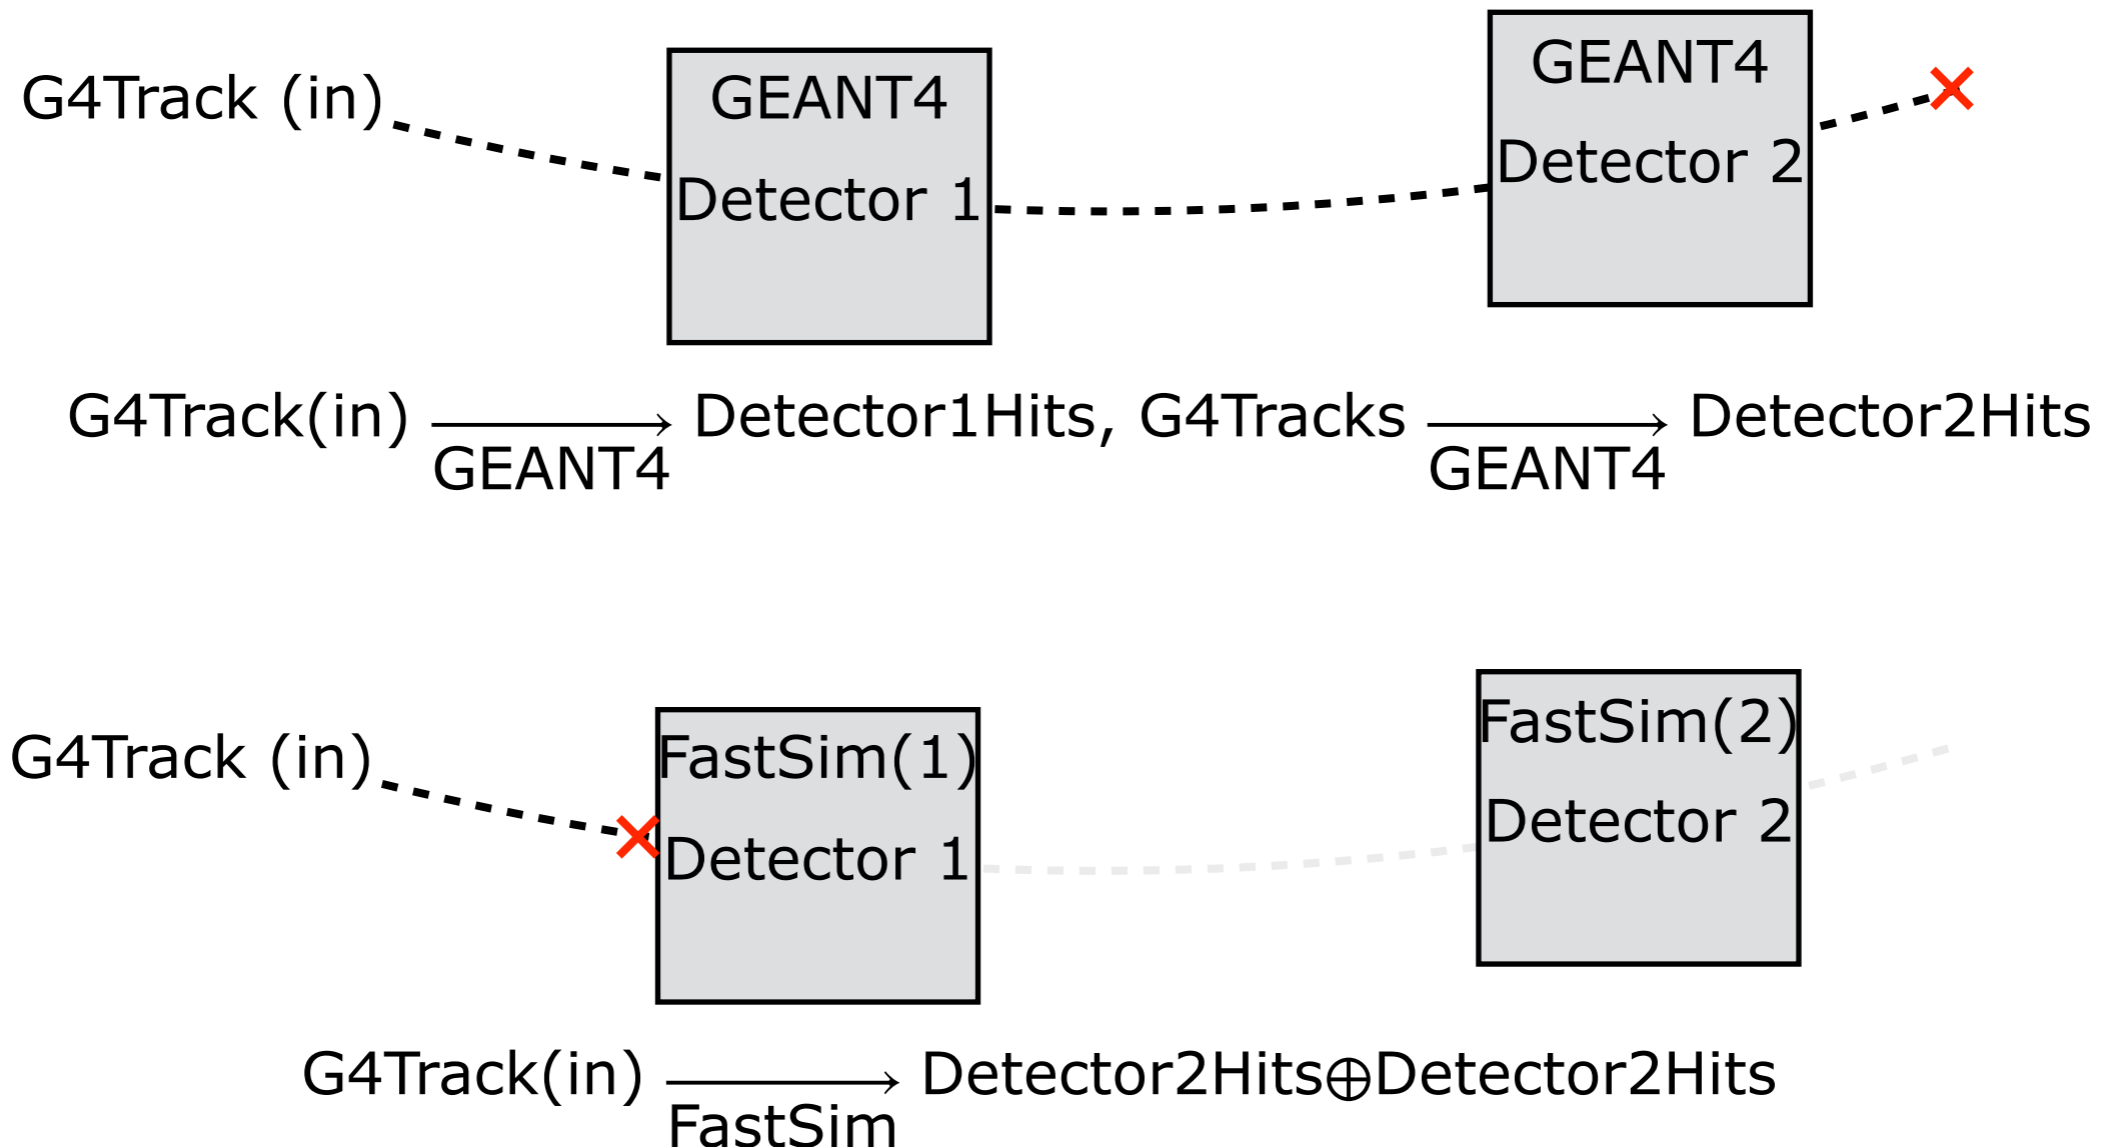 G4Track (in)
GEANT4
Detector 1
GEANT4
Detector 2
G4Track(in) → Detector1Hits, G4Tracks → Detector2Hits
GEANT4 GEANT4
G4Track (in)
FastSim(1)
Detector 1
FastSim(2)
Detector 2
G4Track(in) → Detector2Hits⊕Detector2Hits
FastSim